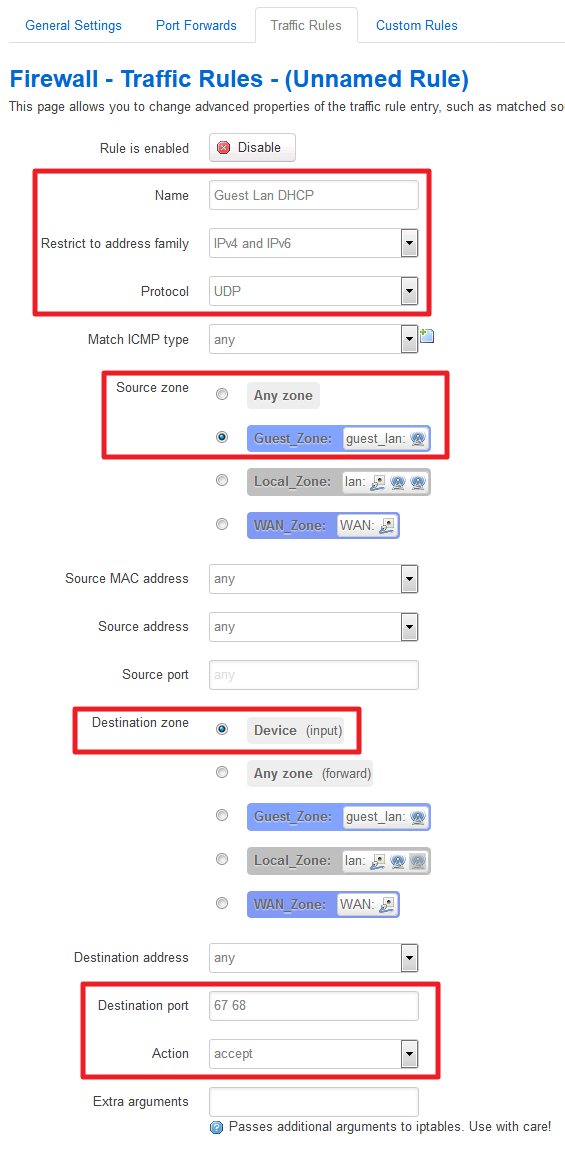 General Settings Port Forwards Traffic Rules Custom Rules
Firewall - Traffic Rules - (Unnamed Rule)
This page allows you to change advanced properties of the traffic rule entry, such as matched so
Rule is enabled Disable
Name Guest Lan DHCP
Restrict to address family IPv4 and IPv6
Protocol UDP
Match ICMP type any
Source zone Any zone
Guest_Zone: guest_lan:
Local_Zone: lan:
WAN_Zone: WAN:
Source MAC address any
Source address any
Source port any
Destination zone Device (input)
Any zone (forward)
Guest_Zone: guest_lan:
Local_Zone: lan:
WAN_Zone: WAN:
Destination address any
Destination port 67 68
Action accept
Extra arguments
Passes additional arguments to iptables. Use with care!